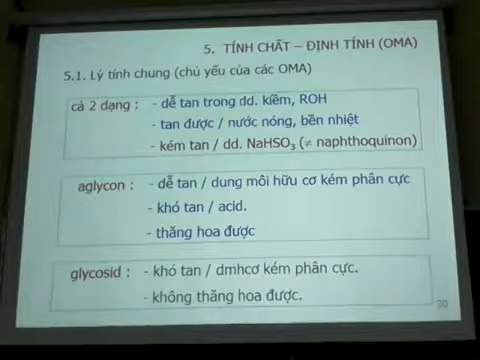 5. TÍNH CHẤT – ĐỊNH TÍNH (OMA)
5.1. Lý tính chung (chủ yếu của các OMA)
cả 2 dạng : - dễ tan trong dd. kiềm, ROH
- tan được / nước nóng, bền nhiệt
- kém tan / dd. NaHSO₃ (≠ naphthoquinon)
aglycon : - dễ tan / dung môi hữu cơ kém phân cực
- khó tan / acid.
- thăng hoa được
glycosid : - khó tan / dmhcơ kém phân cực.
- không thăng hoa được.
20